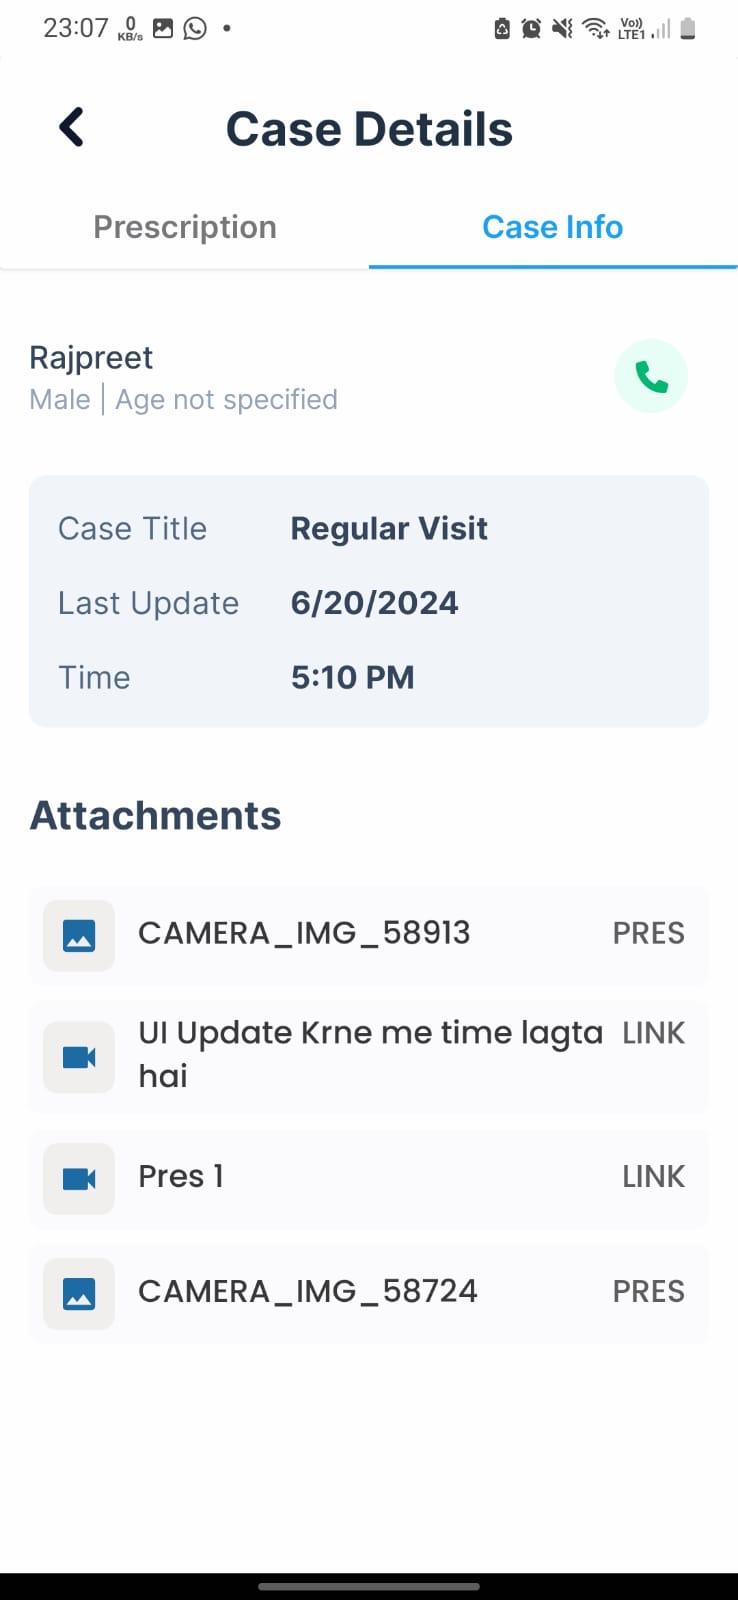 23:07 0 KB/s Vo)) LTE1
Case Details
Prescription Case Info
Rajpreet
Male | Age not specified
Case Title Regular Visit
Last Update 6/20/2024
Time 5:10 PM
Attachments
CAMERA_IMG_58913 PRES
UI Update Krne me time lagta LINK
hai
Pres 1 LINK
CAMERA_IMG_58724 PRES